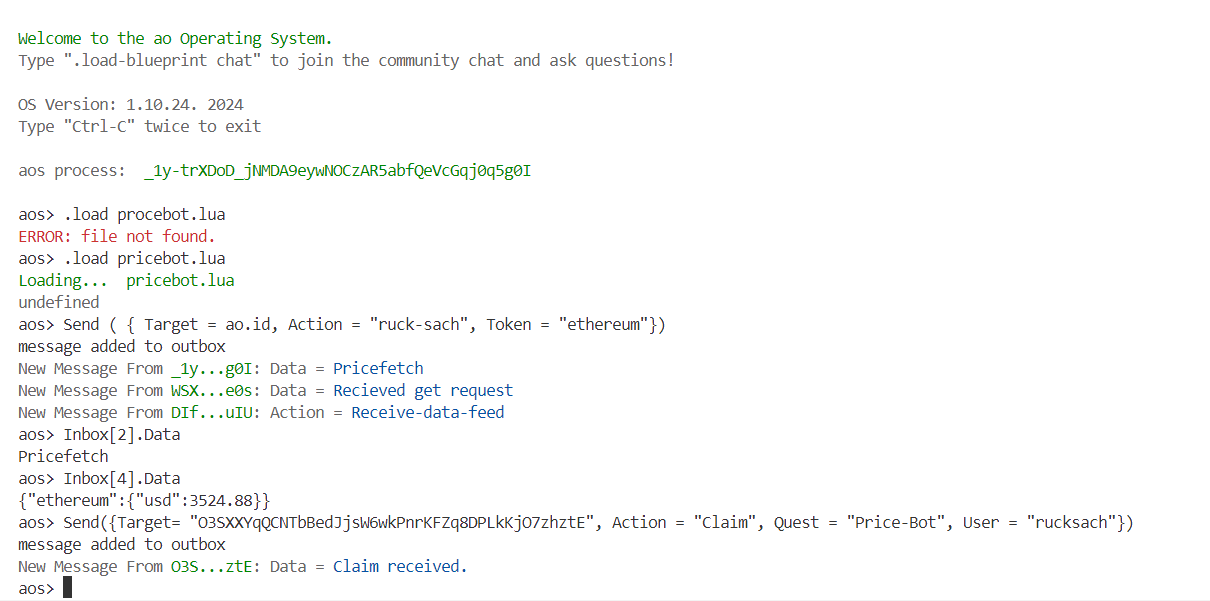 Welcome to the ao Operating System.
Type ".load-blueprint chat" to join the community chat and ask questions!
OS Version: 1.10.24. 2024
Type "Ctrl-C" twice to exit
aos process:  _1y-trXDoD_jNMDA9eywNOCzAR5abfQeVcGqj0q5g0I
aos> .load procebot.lua
ERROR: file not found.
aos> .load pricebot.lua
Loading...  pricebot.lua
undefined
aos> Send ( { Target = ao.id, Action = "ruck-sach", Token = "ethereum"})
message added to outbox
New Message From _1y...g0I: Data = Pricefetch
New Message From WSX...e0s: Data = Recieved get request
New Message From DIf...uIU: Action = Receive-data-feed
aos> Inbox[2].Data
Pricefetch
aos> Inbox[4].Data
{"ethereum":{"usd":3524.88}}
aos> Send({Target= "O3SXXYqQCNTbBedJjsW6wkPnrKFZq8DPLkKjO7zhztE", Action = "Claim", Quest = "Price-Bot", User = "rucksach"})
message added to outbox
New Message From O3S...ztE: Data = Claim received.
aos>